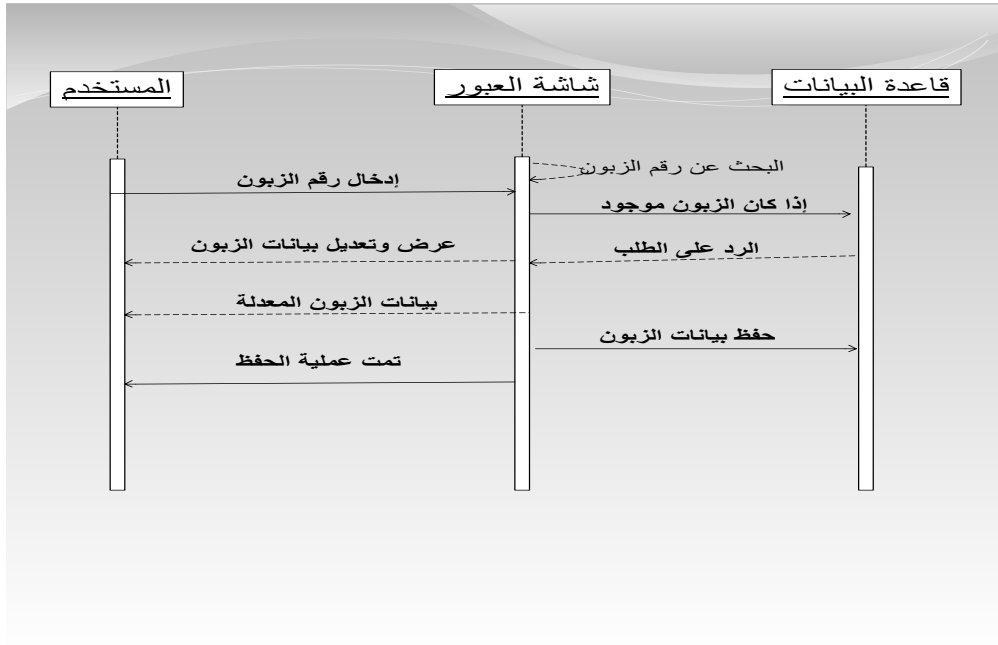 المستخدم
شاشة العبور
قاعدة البيانات
البحث عن رقم الزبون
إدخال رقم الزبون
إذا كان الزبون موجود
عرض وتعديل بيانات الزبون
الرد على الطلب
بيانات الزبون المعدلة
حفظ بيانات الزبون
تمت عملية الحفظ